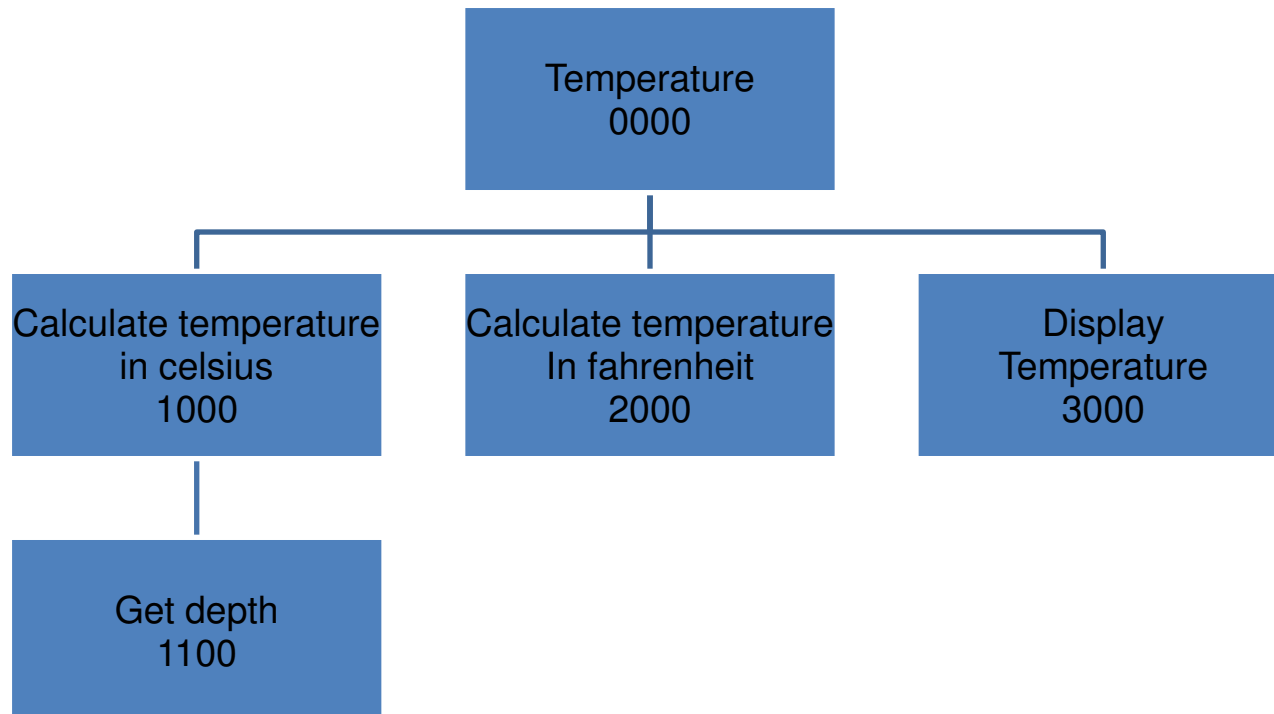 Temperature
0000
Calculate temperature
in celsius
1000
Calculate temperature
In fahrenheit
2000
Display
Temperature
3000
Get depth
1100